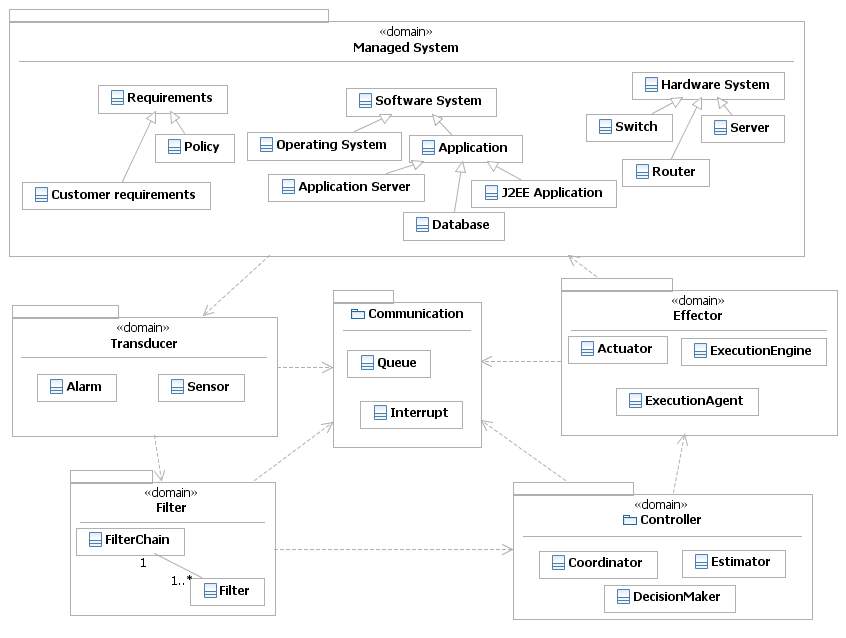 «domain»
Managed System
Requirements
Policy
Customer requirements
Software System
Operating System
Application
Application Server
J2EE Application
Database
Hardware System
Switch
Server
Router
«domain»
Transducer
Alarm
Sensor
Communication
Queue
Interrupt
«domain»
Effector
Actuator
ExecutionEngine
ExecutionAgent
«domain»
Filter
FilterChain
1
1..*
Filter
«domain»
Controller
Coordinator
Estimator
DecisionMaker